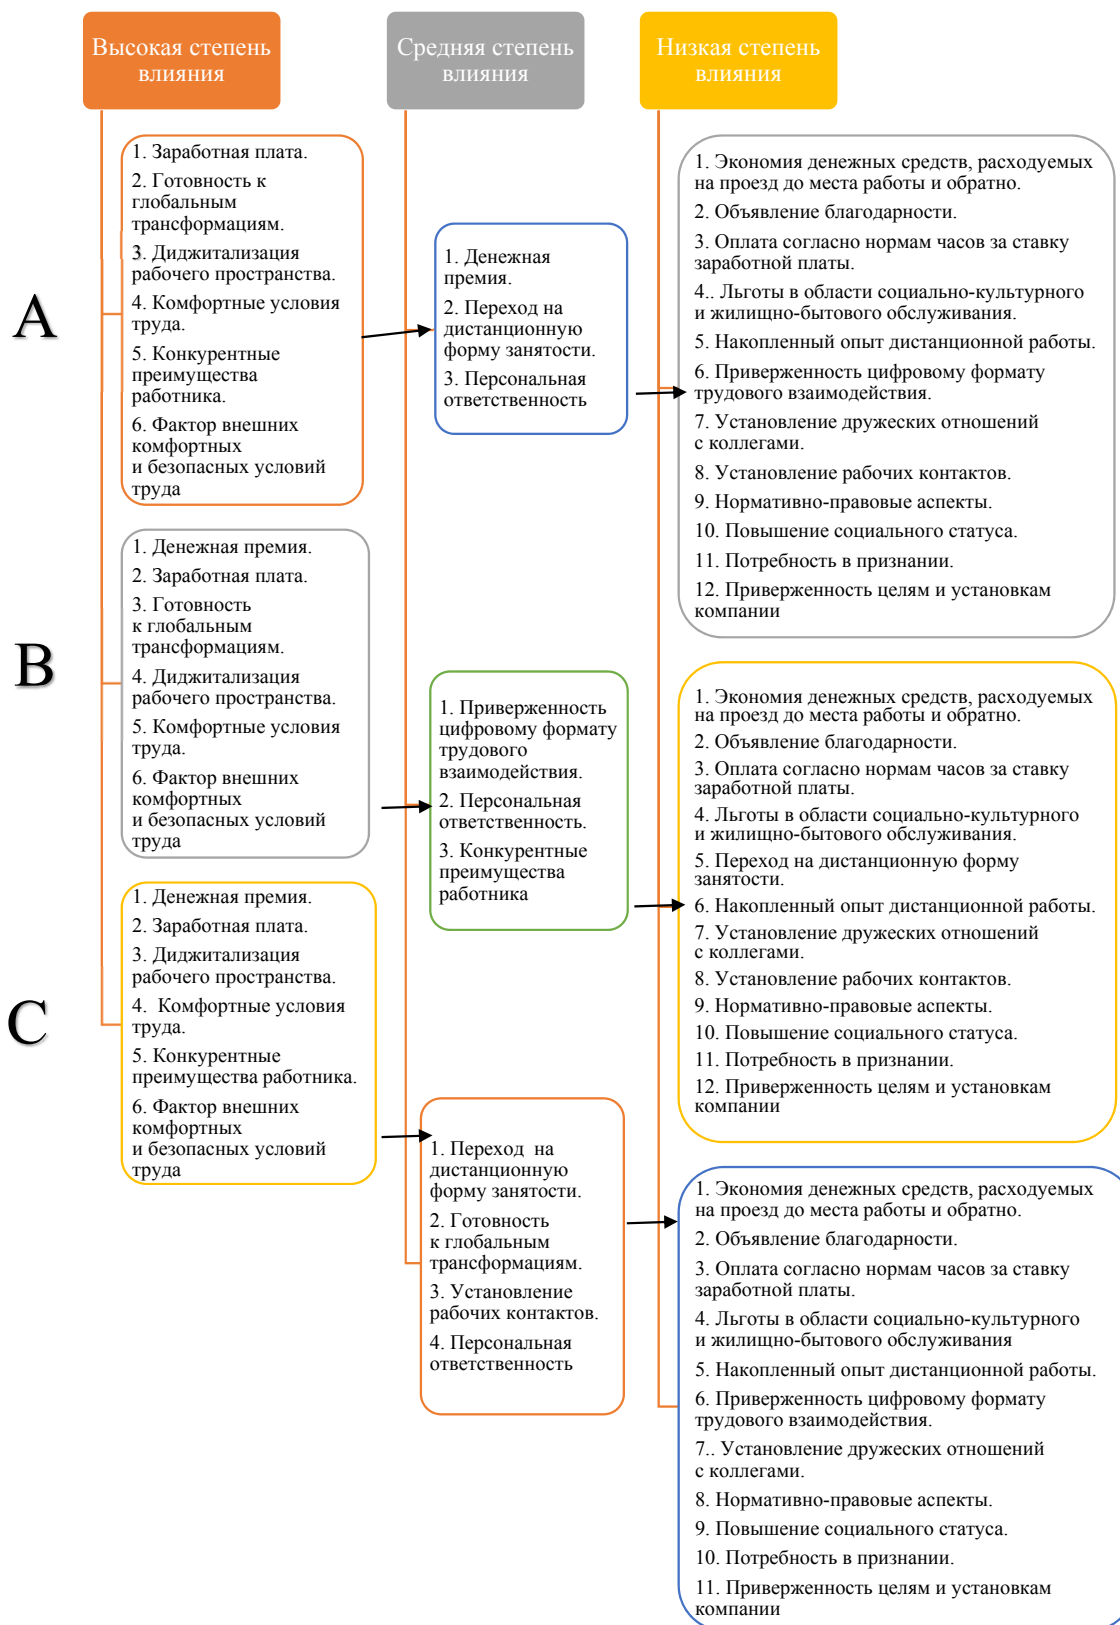 Высокая степень
влияния
Средняя степень
влияния
Низкая степень
влияния
A
1. Заработная плата.
2. Готовность к
глобальным
трансформациям.
3. Диджитализация
рабочего пространства.
4. Комфортные условия
труда.
5. Конкурентные
преимущества
работника.
6. Фактор внешних
комфортных
и безопасных условий
труда
1. Денежная
премия.
2. Переход на
дистанционную
форму занятости.
3. Персональная
ответственность
1. Экономия денежных средств, расходуемых
на проезд до места работы и обратно.
2. Объявление благодарности.
3. Оплата согласно нормам часов за ставку
заработной платы.
4.. Льготы в области социально-культурного
и жилищно-бытового обслуживания.
5. Накопленный опыт дистанционной работы.
6. Приверженность цифровому формату
трудового взаимодействия.
7. Установление дружеских отношений
с коллегами.
8. Установление рабочих контактов.
9. Нормативно-правовые аспекты.
10. Повышение социального статуса.
11. Потребность в признании.
12. Приверженность целям и установкам
компании
B
1. Денежная премия.
2. Заработная плата.
3. Готовность
к глобальным
трансформациям.
4. Диджитализация
рабочего пространства.
5. Комфортные условия
труда.
6. Фактор внешних
комфортных
и безопасных условий
труда
1. Приверженность
цифровому формату
трудового
взаимодействия.
2. Персональная
ответственность.
3. Конкурентные
преимущества
работника
1. Экономия денежных средств, расходуемых
на проезд до места работы и обратно.
2. Объявление благодарности.
3. Оплата согласно нормам часов за ставку
заработной платы.
4. Льготы в области социально-культурного
и жилищно-бытового обслуживания.
5. Переход на дистанционную форму
занятости.
6. Накопленный опыт дистанционной работы.
7. Установление дружеских отношений
с коллегами.
8. Установление рабочих контактов.
9. Нормативно-правовые аспекты.
10. Повышение социального статуса.
11. Потребность в признании.
12. Приверженность целям и установкам
компании
C
1. Денежная премия.
2. Заработная плата.
3. Диджитализация
рабочего пространства.
4. Комфортные условия
труда.
5. Конкурентные
преимущества работника.
6. Фактор внешних
комфортных
и безопасных условий
труда
1. Переход на
дистанционную
форму занятости.
2. Готовность
к глобальным
трансформациям.
3. Установление
рабочих контактов.
4. Персональная
ответственность
1. Экономия денежных средств, расходуемых
на проезд до места работы и обратно.
2. Объявление благодарности.
3. Оплата согласно нормам часов за ставку
заработной платы.
4. Льготы в области социально-культурного
и жилищно-бытового обслуживания
5. Накопленный опыт дистанционной работы.
6. Приверженность цифровому формату
трудового взаимодействия.
7.. Установление дружеских отношений
с коллегами.
8. Нормативно-правовые аспекты.
9. Повышение социального статуса.
10. Потребность в признании.
11. Приверженность целям и установкам
компании